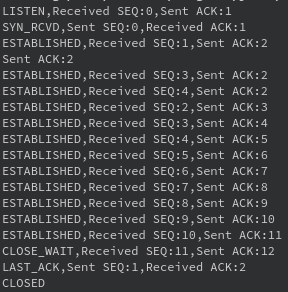 LISTEN,Received SEQ:0,Sent ACK:1
SYN_RCVD,Sent SEQ:0,Received ACK:1
ESTABLISHED,Received SEQ:1,Sent ACK:2
Sent ACK:2
ESTABLISHED,Received SEQ:3,Sent ACK:2
ESTABLISHED,Received SEQ:4,Sent ACK:2
ESTABLISHED,Received SEQ:2,Sent ACK:3
ESTABLISHED,Received SEQ:3,Sent ACK:4
ESTABLISHED,Received SEQ:4,Sent ACK:5
ESTABLISHED,Received SEQ:5,Sent ACK:6
ESTABLISHED,Received SEQ:6,Sent ACK:7
ESTABLISHED,Received SEQ:7,Sent ACK:8
ESTABLISHED,Received SEQ:8,Sent ACK:9
ESTABLISHED,Received SEQ:9,Sent ACK:10
ESTABLISHED,Received SEQ:10,Sent ACK:11
CLOSE_WAIT,Received SEQ:11,Sent ACK:12
LAST_ACK,Sent SEQ:1,Received ACK:2
CLOSED